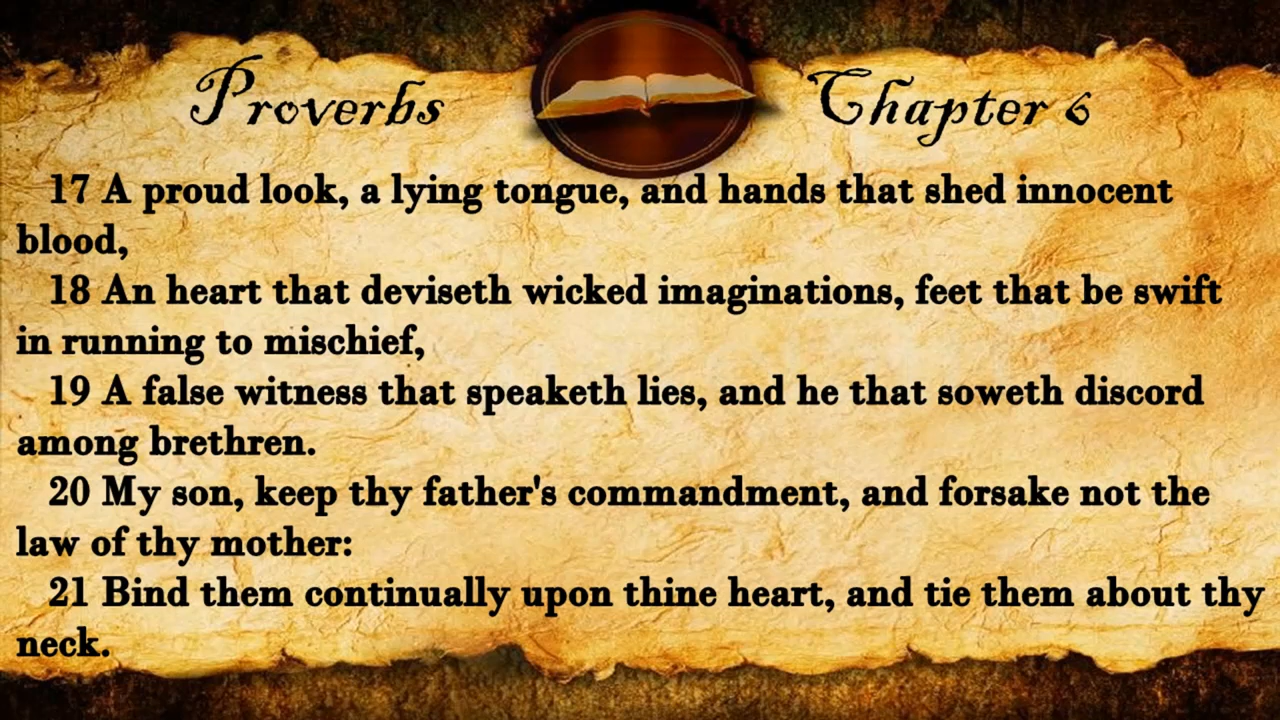 Proverbs Chapter 6
17 A proud look, a lying tongue, and hands that shed innocent
blood,
18 An heart that deviseth wicked imaginations, feet that be swift
in running to mischief,
19 A false witness that speaketh lies, and he that soweth discord
among brethren.
20 My son, keep thy father's commandment, and forsake not the
law of thy mother:
21 Bind them continually upon thine heart, and tie them about thy
neck.